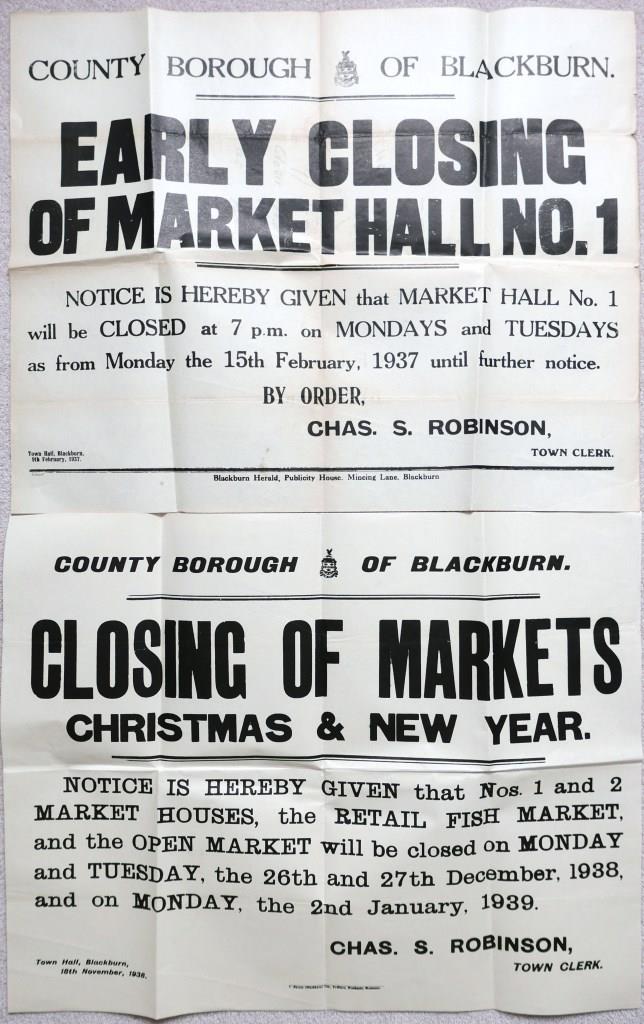 COUNTY BOROUGH OF BLACKBURN.
EARLY CLOSING
OF MARKET HALL NO. 1
NOTICE IS HEREBY GIVEN that MARKET HALL No. 1
will be CLOSED at 7 p.m. on MONDAYS and TUESDAYS
as from Monday the 15th February, 1937 until further notice.
BY ORDER,
CHAS. S. ROBINSON,
TOWN CLERK.
Town Hall, Blackburn.
9th February, 1937.
Blackburn Herald, Publicity House, Mincing Lane, Blackburn
COUNTY BOROUGH OF BLACKBURN.
CLOSING OF MARKETS
CHRISTMAS & NEW YEAR.
NOTICE IS HEREBY GIVEN that Nos. 1 and 2
MARKET HOUSES, the RETAIL FISH MARKET,
and the OPEN MARKET will be closed on MONDAY
and TUESDAY, the 26th and 27th December, 1938,
and on MONDAY, the 2nd January, 1939.
CHAS. S. ROBINSON,
TOWN CLERK.
Town Hall, Blackburn,
18th November, 1938.